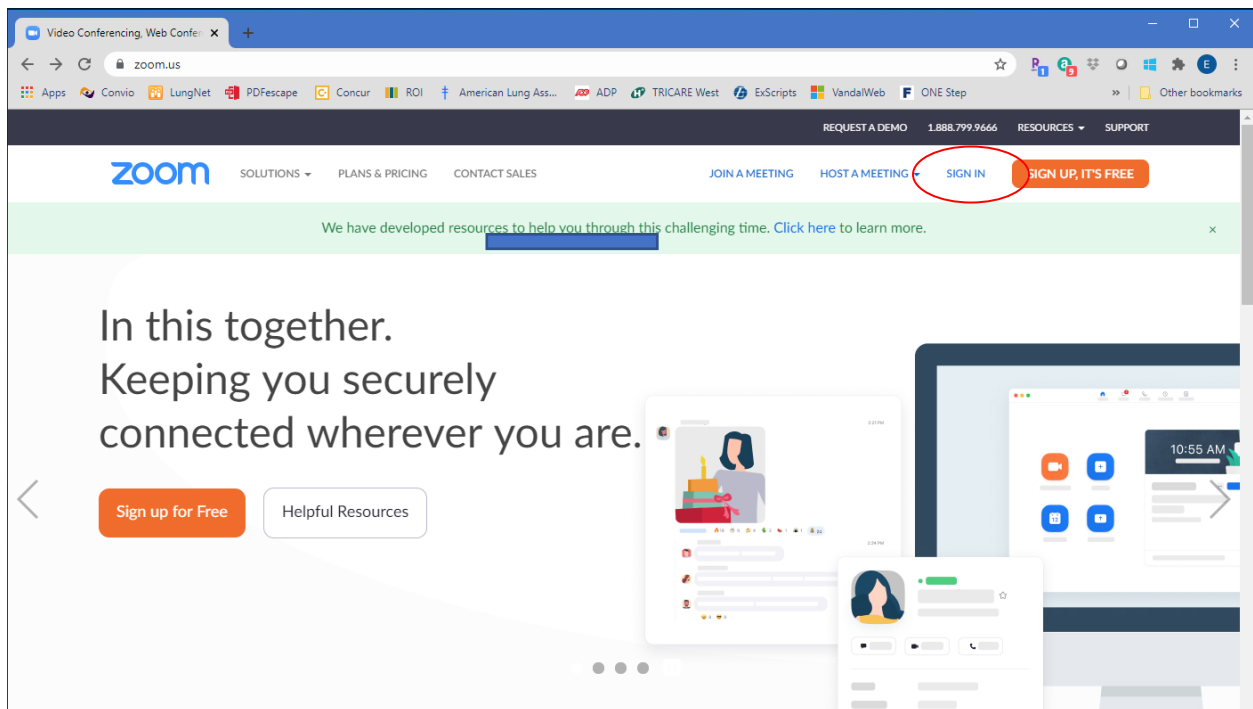 Video Conferencing, Web Confer
zoom.us
1
9
E
Apps Convio LungNet PDFescape Concur ROI American Lung Ass... ADP TRICARE West ExScripts VandalWeb ONE Step » Other bookmarks
REQUEST A DEMO 1.888.799.9666 RESOURCES SUPPORT
zoom SOLUTIONS PLANS & PRICING CONTACT SALES JOIN A MEETING HOST A MEETING SIGN IN SIGN UP, IT'S FREE
We have developed resources to help you through this challenging time. Click here to learn more. ×
In this together.
Keeping you securely
connected wherever you are.
10:55 AM
Sign up for Free Helpful Resources